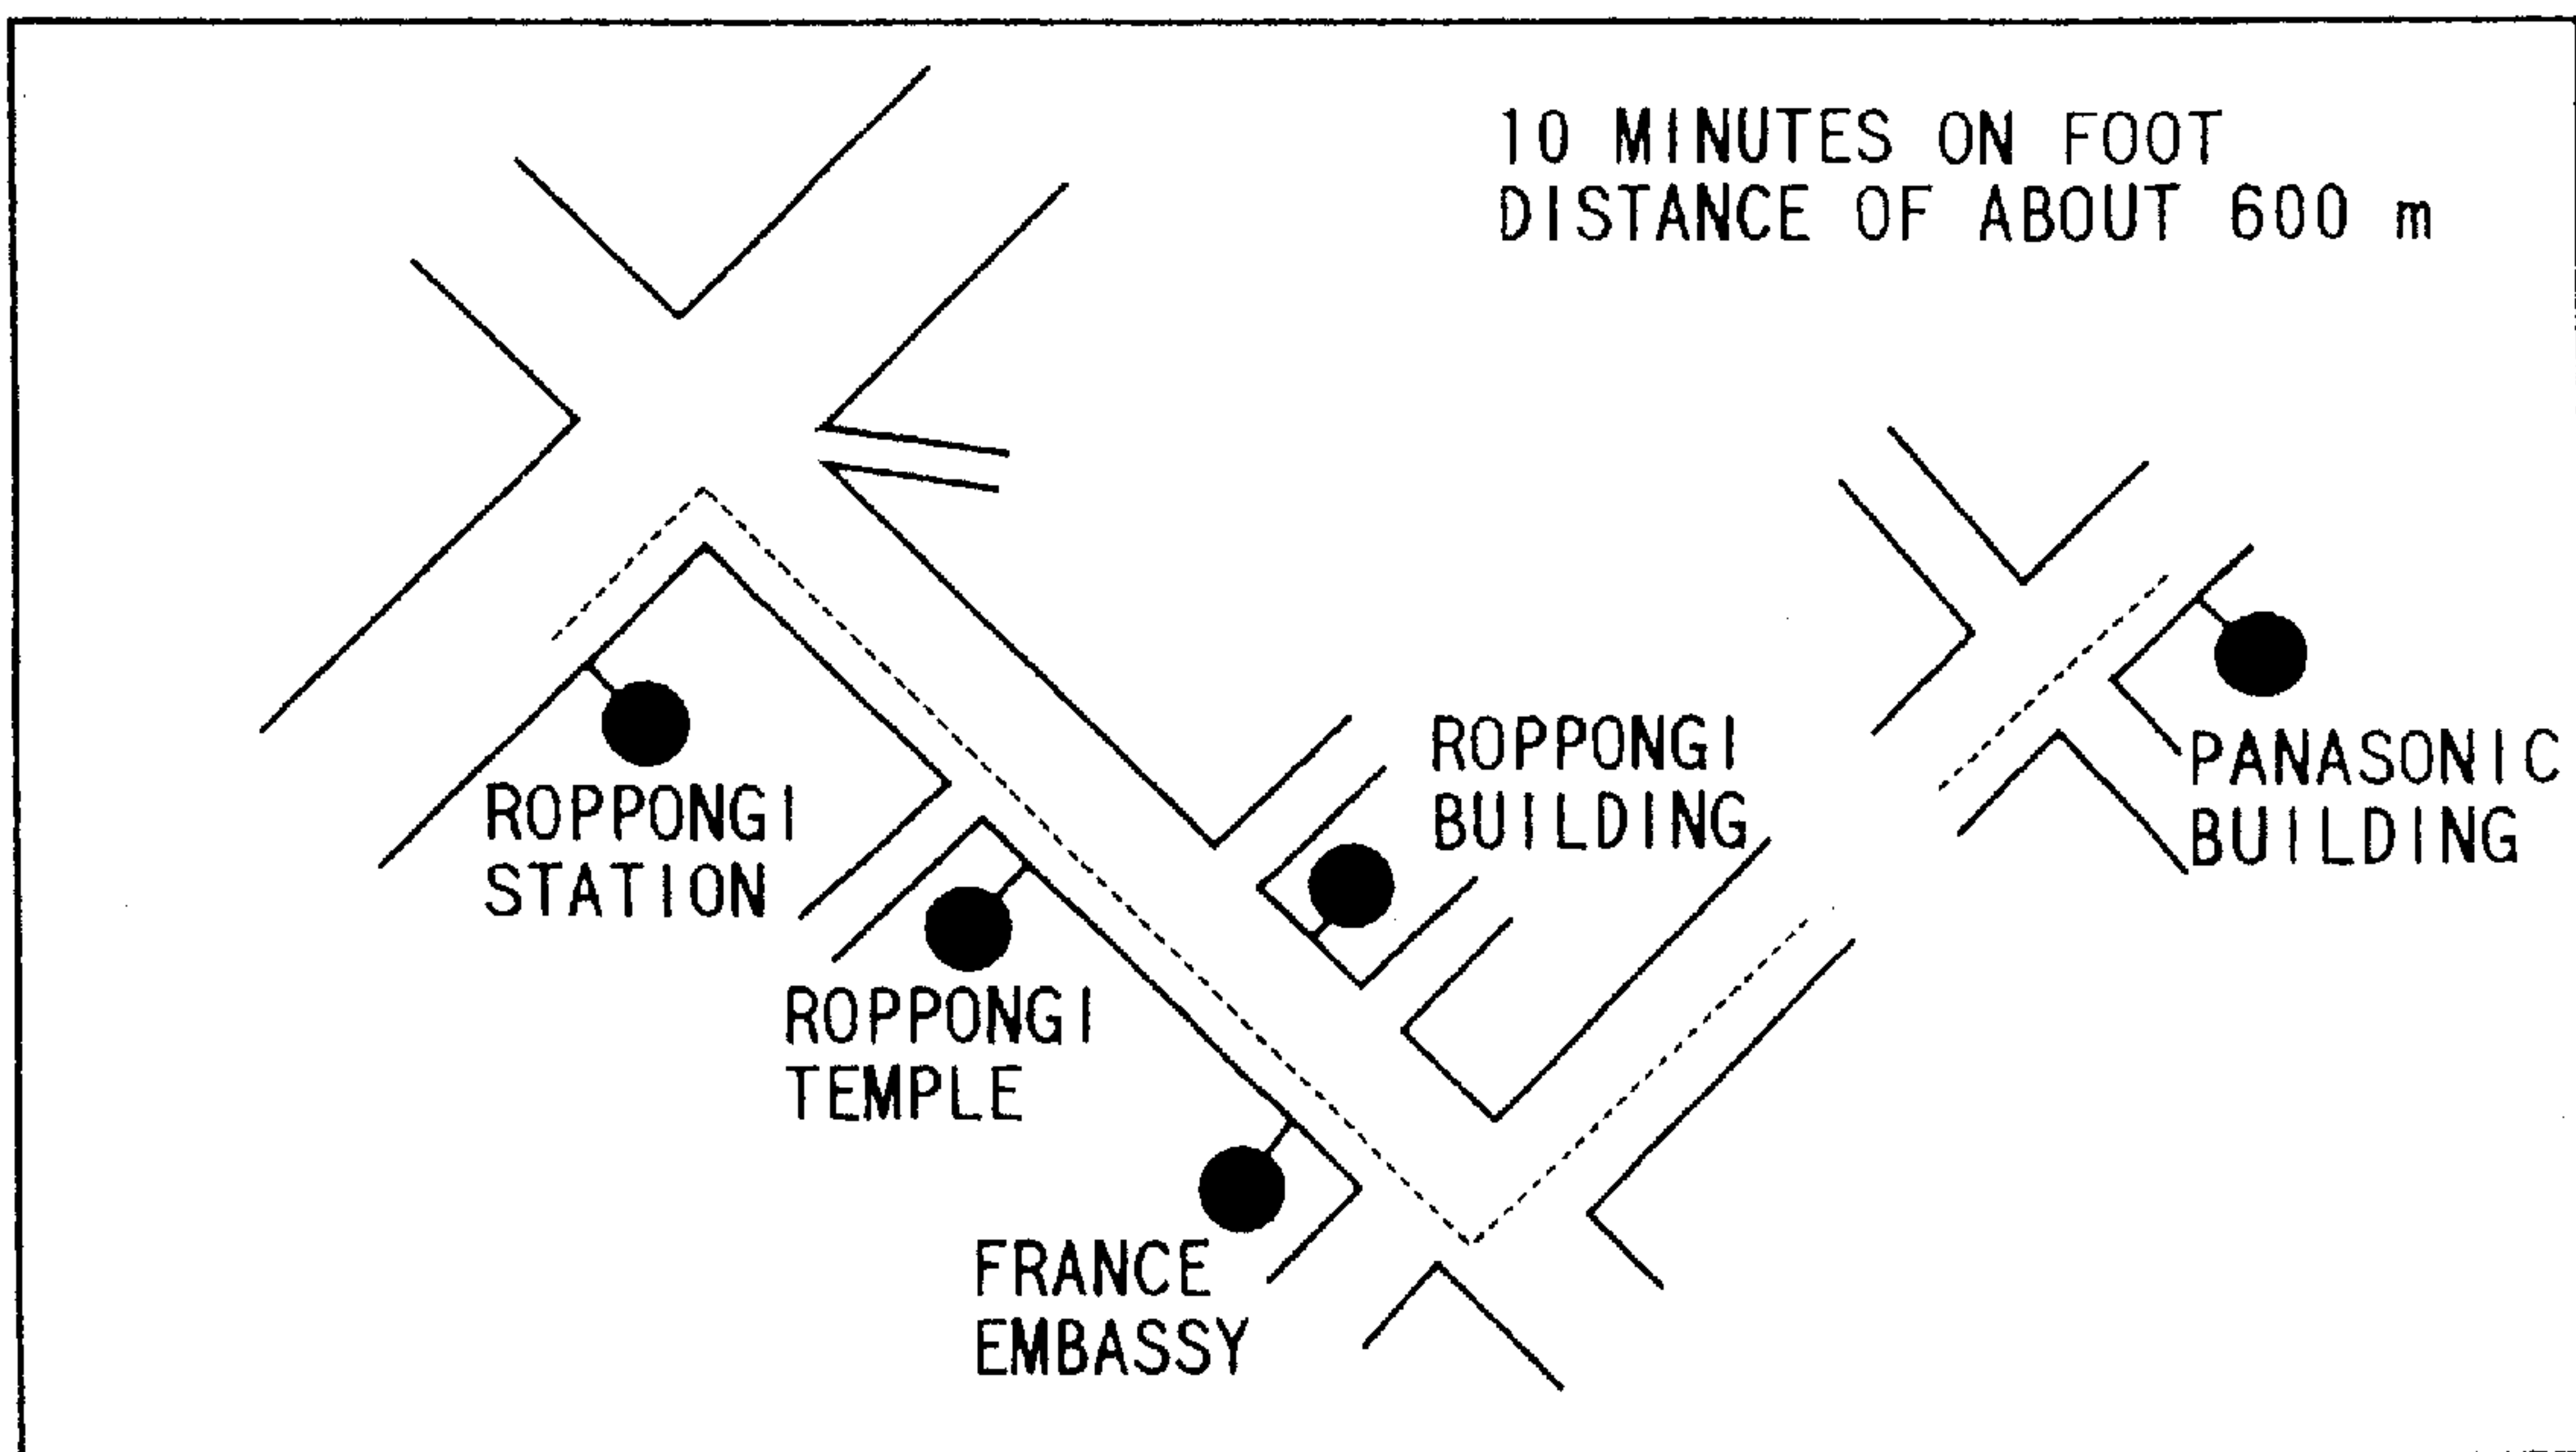 10 MINUTES ON FOOT
DISTANCE OF ABOUT 600 m
ROPPONGI
BUILDING
PANASONIC
BUILDING
ROPPONGI
STATION
ROPPONGI
TEMPLE
FRANCE
EMBASSY